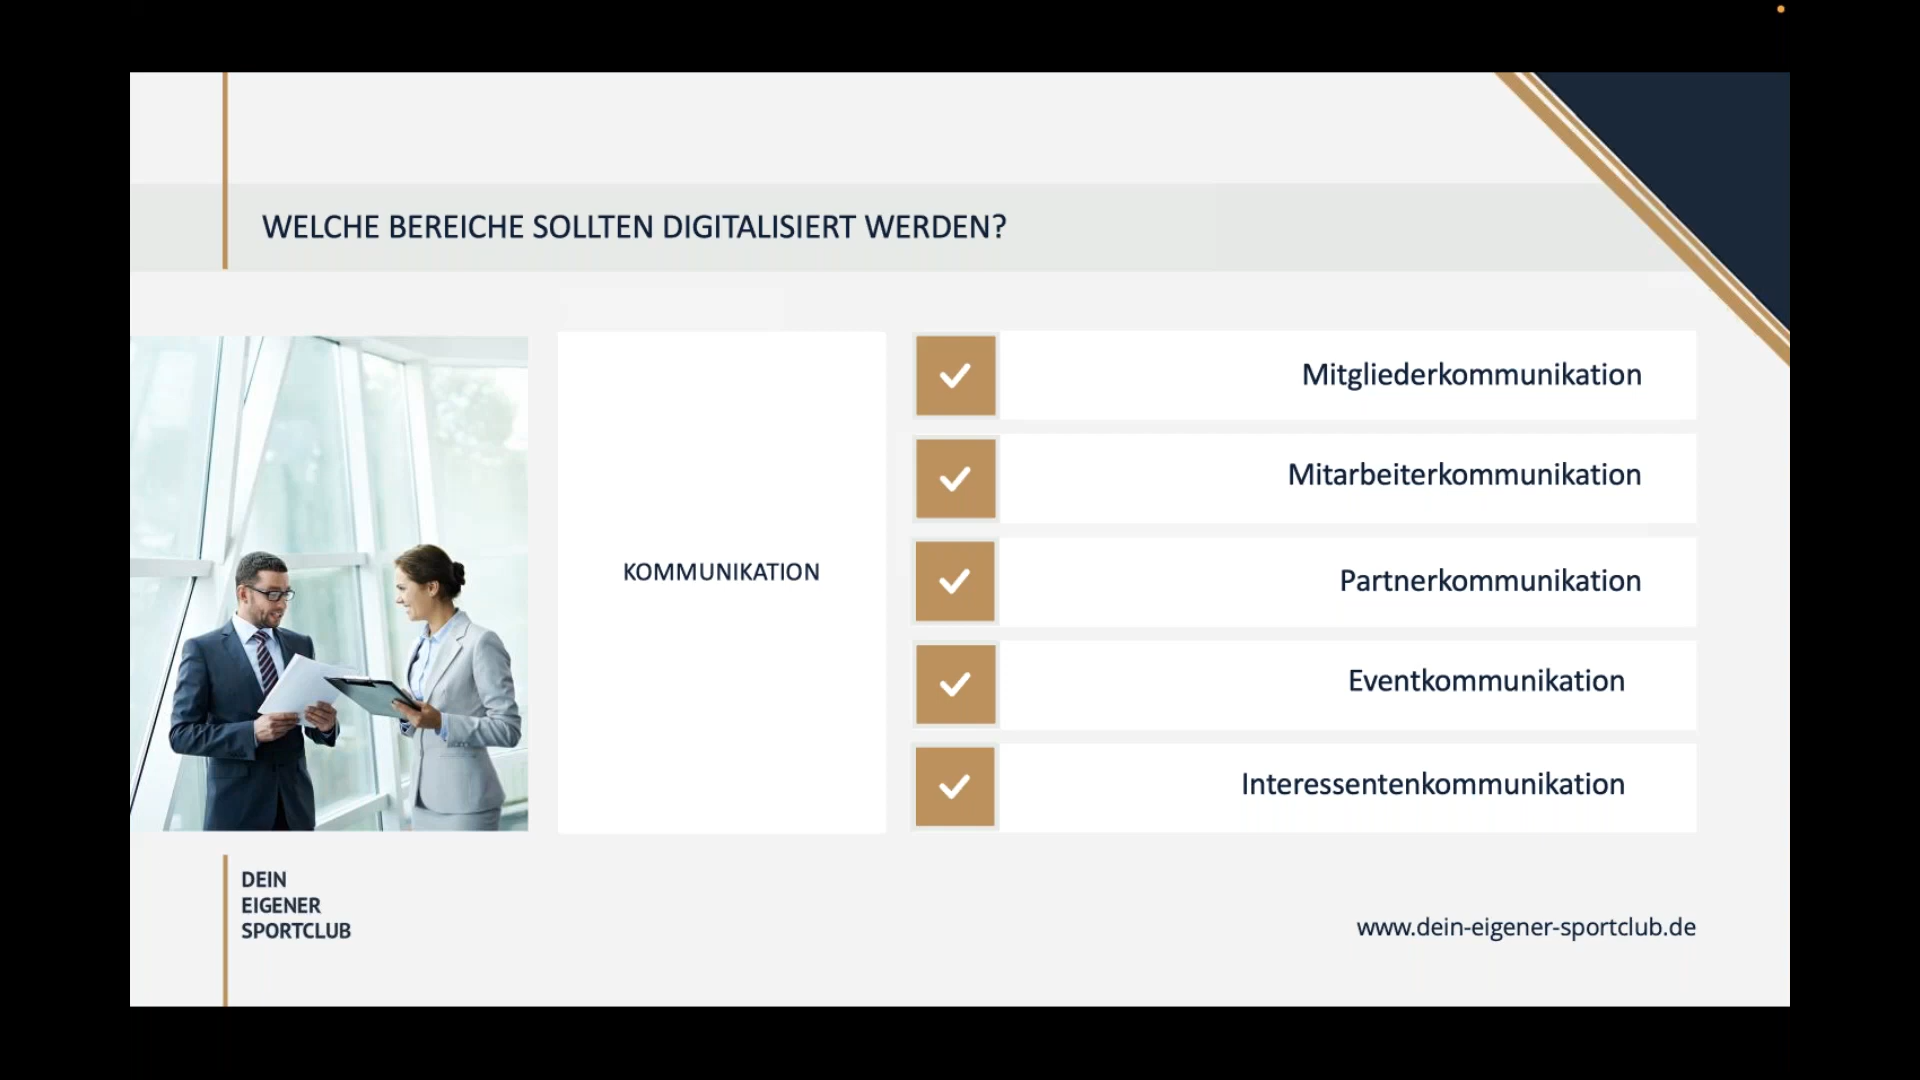 WELCHE BEREICHE SOLLTEN DIGITALISIERT WERDEN?
KOMMUNIKATION
Mitgliederkommunikation
Mitarbeiterkommunikation
Partnerkommunikation
Eventkommunikation
Interessentenkommunikation
DEIN
EIGENER
SPORTCLUB
www.dein-eigener-sportclub.de